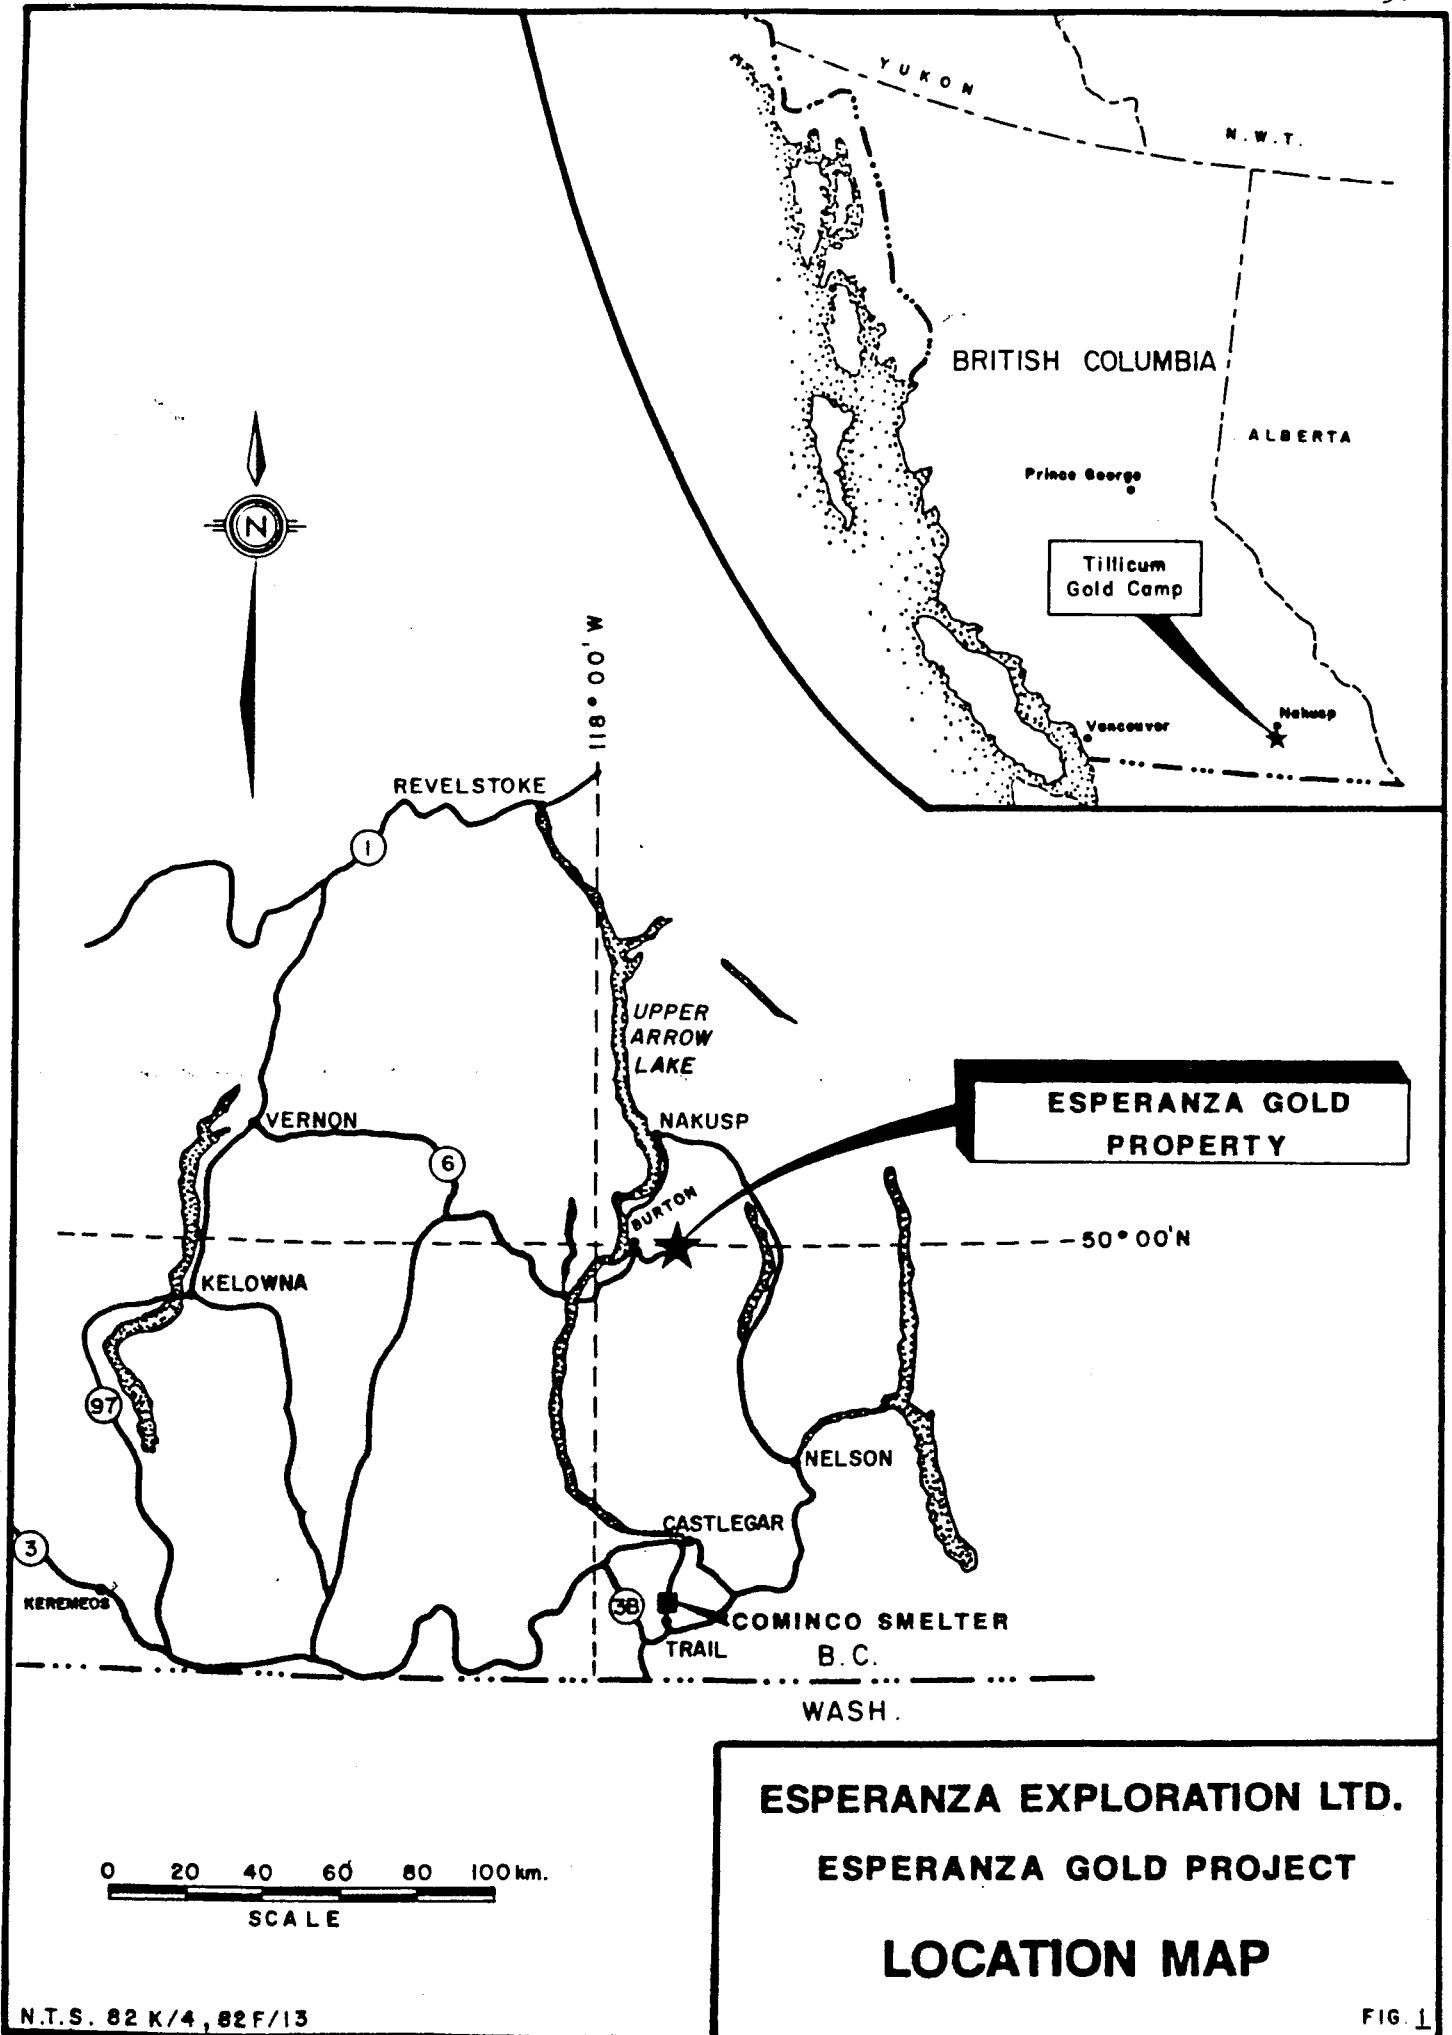 YUKON
N.W.T.
BRITISH COLUMBIA
ALBERTA
Prince George
Tillicum
Gold Camp
Nakusp
Vancouver
N
118°00'W
REVELSTOKE
1
UPPER
ARROW
LAKE
ESPERANZA GOLD
PROPERTY
VERNON
NAKUSP
6
BURTON
50°00'N
KELOWNA
97
NELSON
CASTLEGAR
3
KEREMEOS
3B
COMINCO SMELTER
TRAIL
B.C.
WASH.
ESPERANZA EXPLORATION LTD.
ESPERANZA GOLD PROJECT
LOCATION MAP
0 20 40 60 80 100 km.
SCALE
N.T.S. 82 K/4, 82F/13
FIG. 1